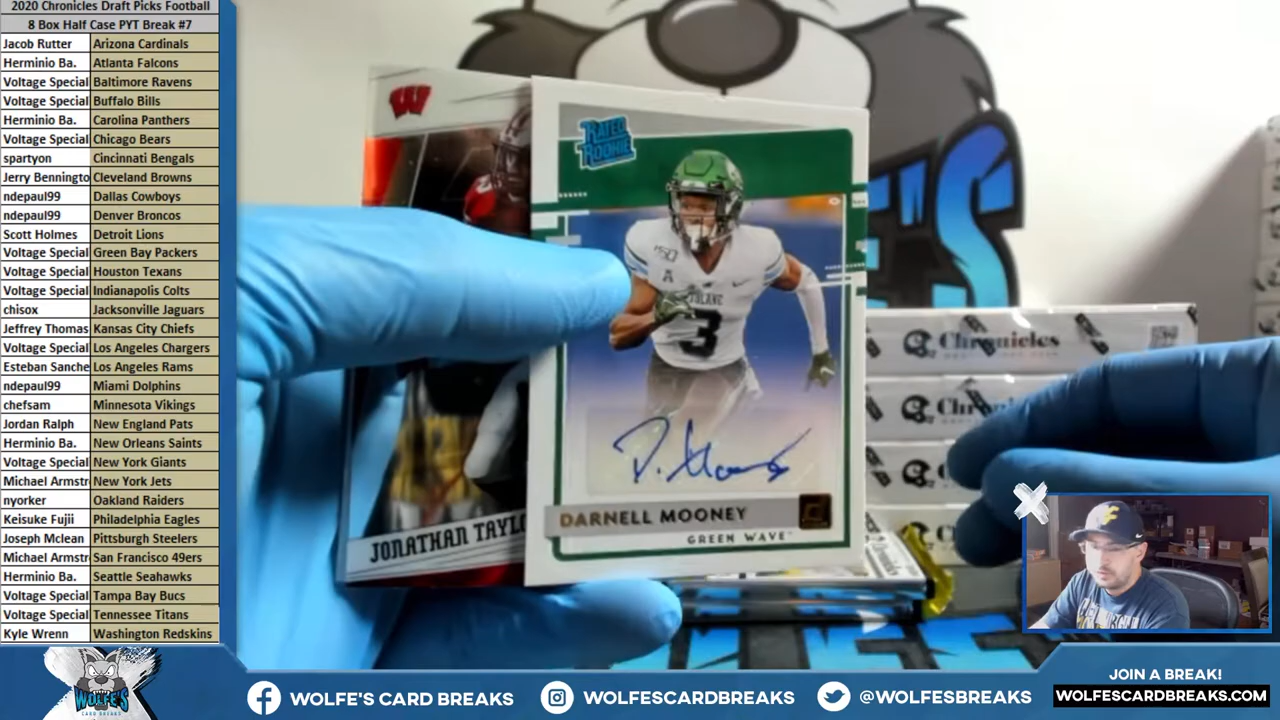 2020 Chronicles Draft Picks Football
8 Box Half Case PYT Break #7
Jacob Rutter Arizona Cardinals
Herminio Ba. Atlanta Falcons
Voltage Special Baltimore Ravens
Voltage Special Buffalo Bills
Herminio Ba. Carolina Panthers
Voltage Special Chicago Bears
spartyon Cincinnati Bengals
Jerry Benningto Cleveland Browns
ndepaul99 Dallas Cowboys
ndepaul99 Denver Broncos
Scott Holmes Detroit Lions
Voltage Special Green Bay Packers
Voltage Special Houston Texans
Voltage Special Indianapolis Colts
chisox Jacksonville Jaguars
Jeffrey Thomas Kansas City Chiefs
Voltage Special Los Angeles Chargers
Esteban Sanche Los Angeles Rams
ndepaul99 Miami Dolphins
chefsam Minnesota Vikings
Jordan Ralph New England Pats
Herminio Ba. New Orleans Saints
Voltage Special New York Giants
Michael Armstr New York Jets
nyorker Oakland Raiders
Keisuke Fujii Philadelphia Eagles
Joseph Mclean Pittsburgh Steelers
Michael Armstr San Francisco 49ers
Herminio Ba. Seattle Seahawks
Voltage Special Tampa Bay Bucs
Voltage Special Tennessee Titans
Kyle Wrenn Washington Redskins
W
RATED
ROOKIE
150
3
D. Mooney
DARNELL MOONEY
GREEN WAVE
JONATHAN TAYLO
Chronicles
WOLFE'S
CARD BREAKS
WOLFE'S CARD BREAKS
WOLFESCARDBREAKS
@WOLFESBREAKS
JOIN A BREAK!
WOLFESCARDBREAKS.COM